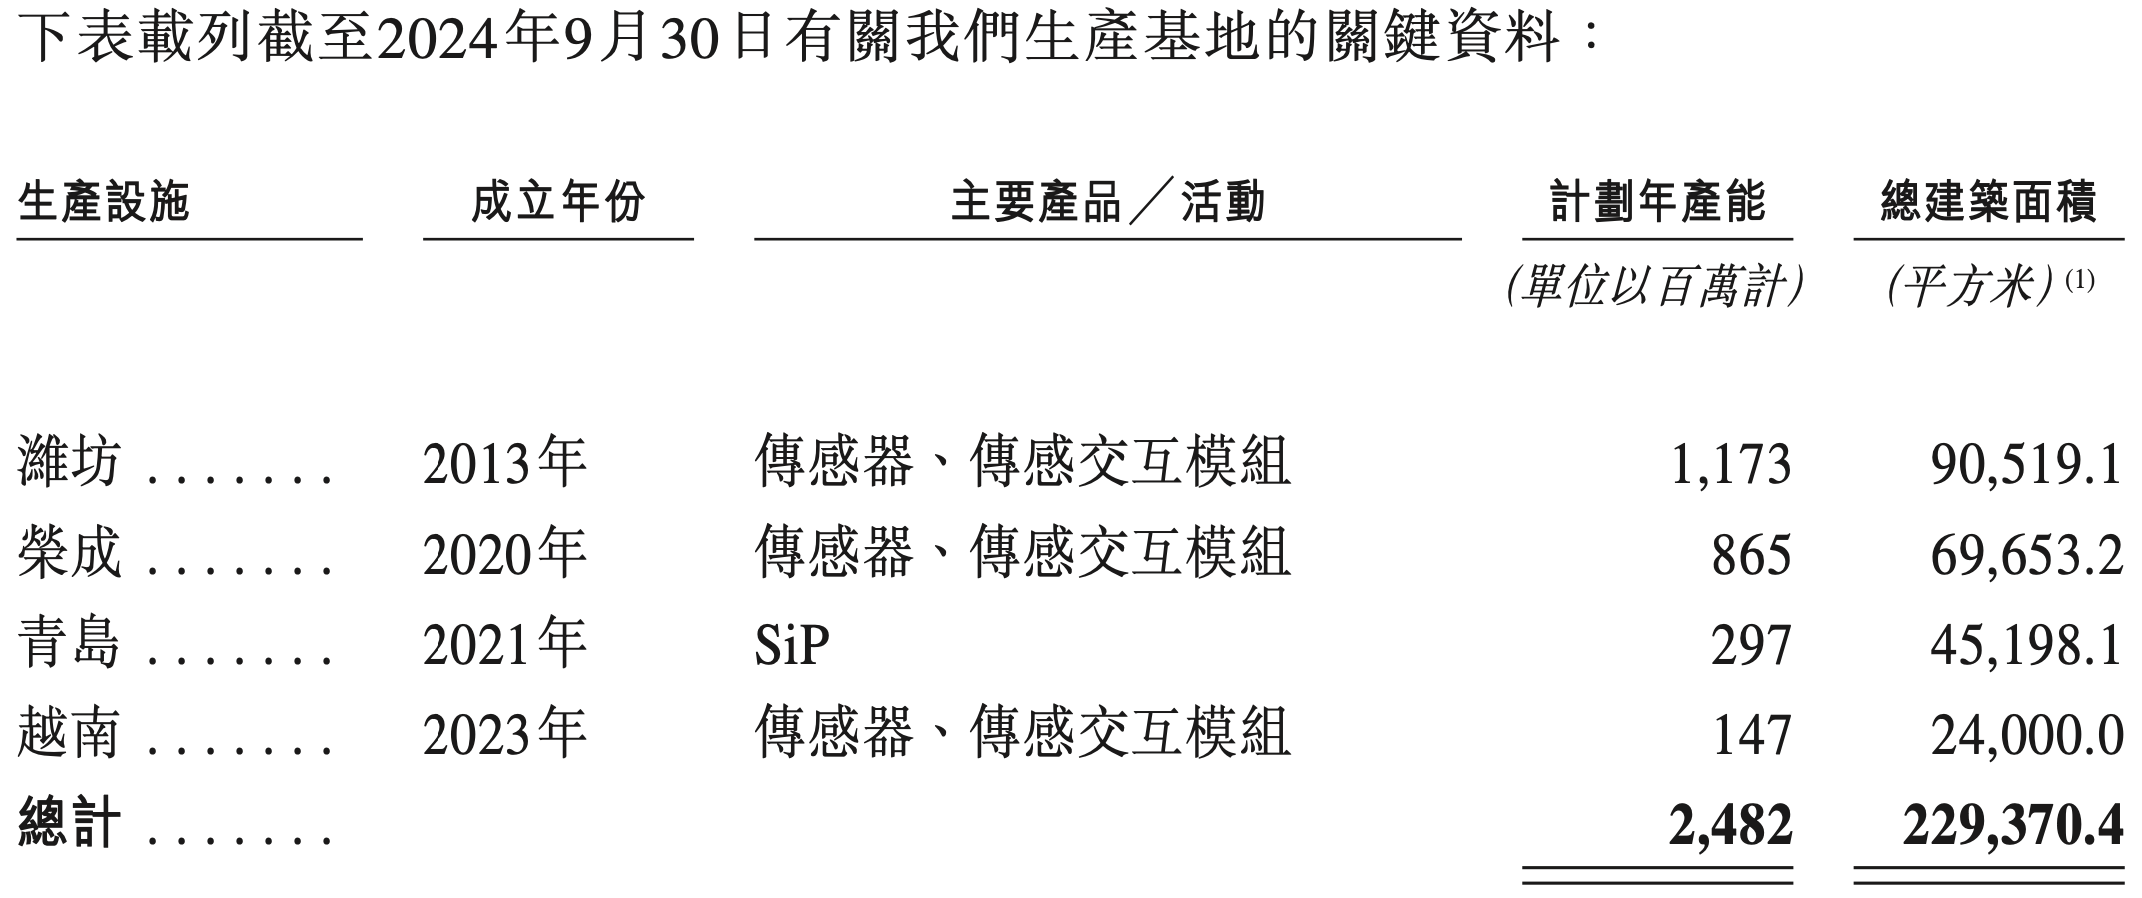 下表載列截至2024年9月30日有關我們生產基地的關鍵資料：
生產設施 成立年份 主要產品／活動 計劃年產能 總建築面積
(單位以百萬計) (平方米)(1)
濰坊 ....... 2013年 傳感器、傳感交互模組 1,173 90,519.1
榮成 ....... 2020年 傳感器、傳感交互模組 865 69,653.2
青島 ....... 2021年 SiP 297 45,198.1
越南 ....... 2023年 傳感器、傳感交互模組 147 24,000.0
總計 ....... 2,482 229,370.4